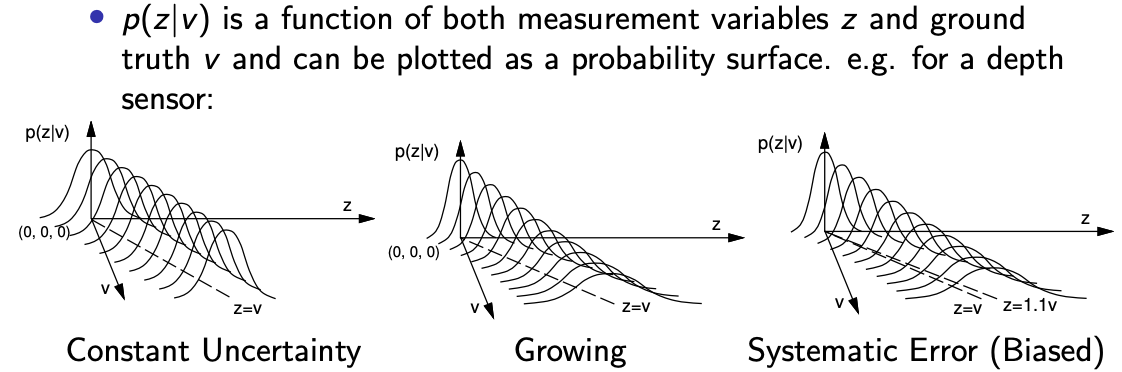 • p(z|v) is a function of both measurement variables z and ground
truth v and can be plotted as a probability surface. e.g. for a depth
sensor:
p(z|v)
z
(0, 0, 0)
v
z=v
Constant Uncertainty
p(z|v)
z
(0, 0, 0)
v
z=v
Growing
p(z|v)
z
v
z=v
z=1.1v
Systematic Error (Biased)